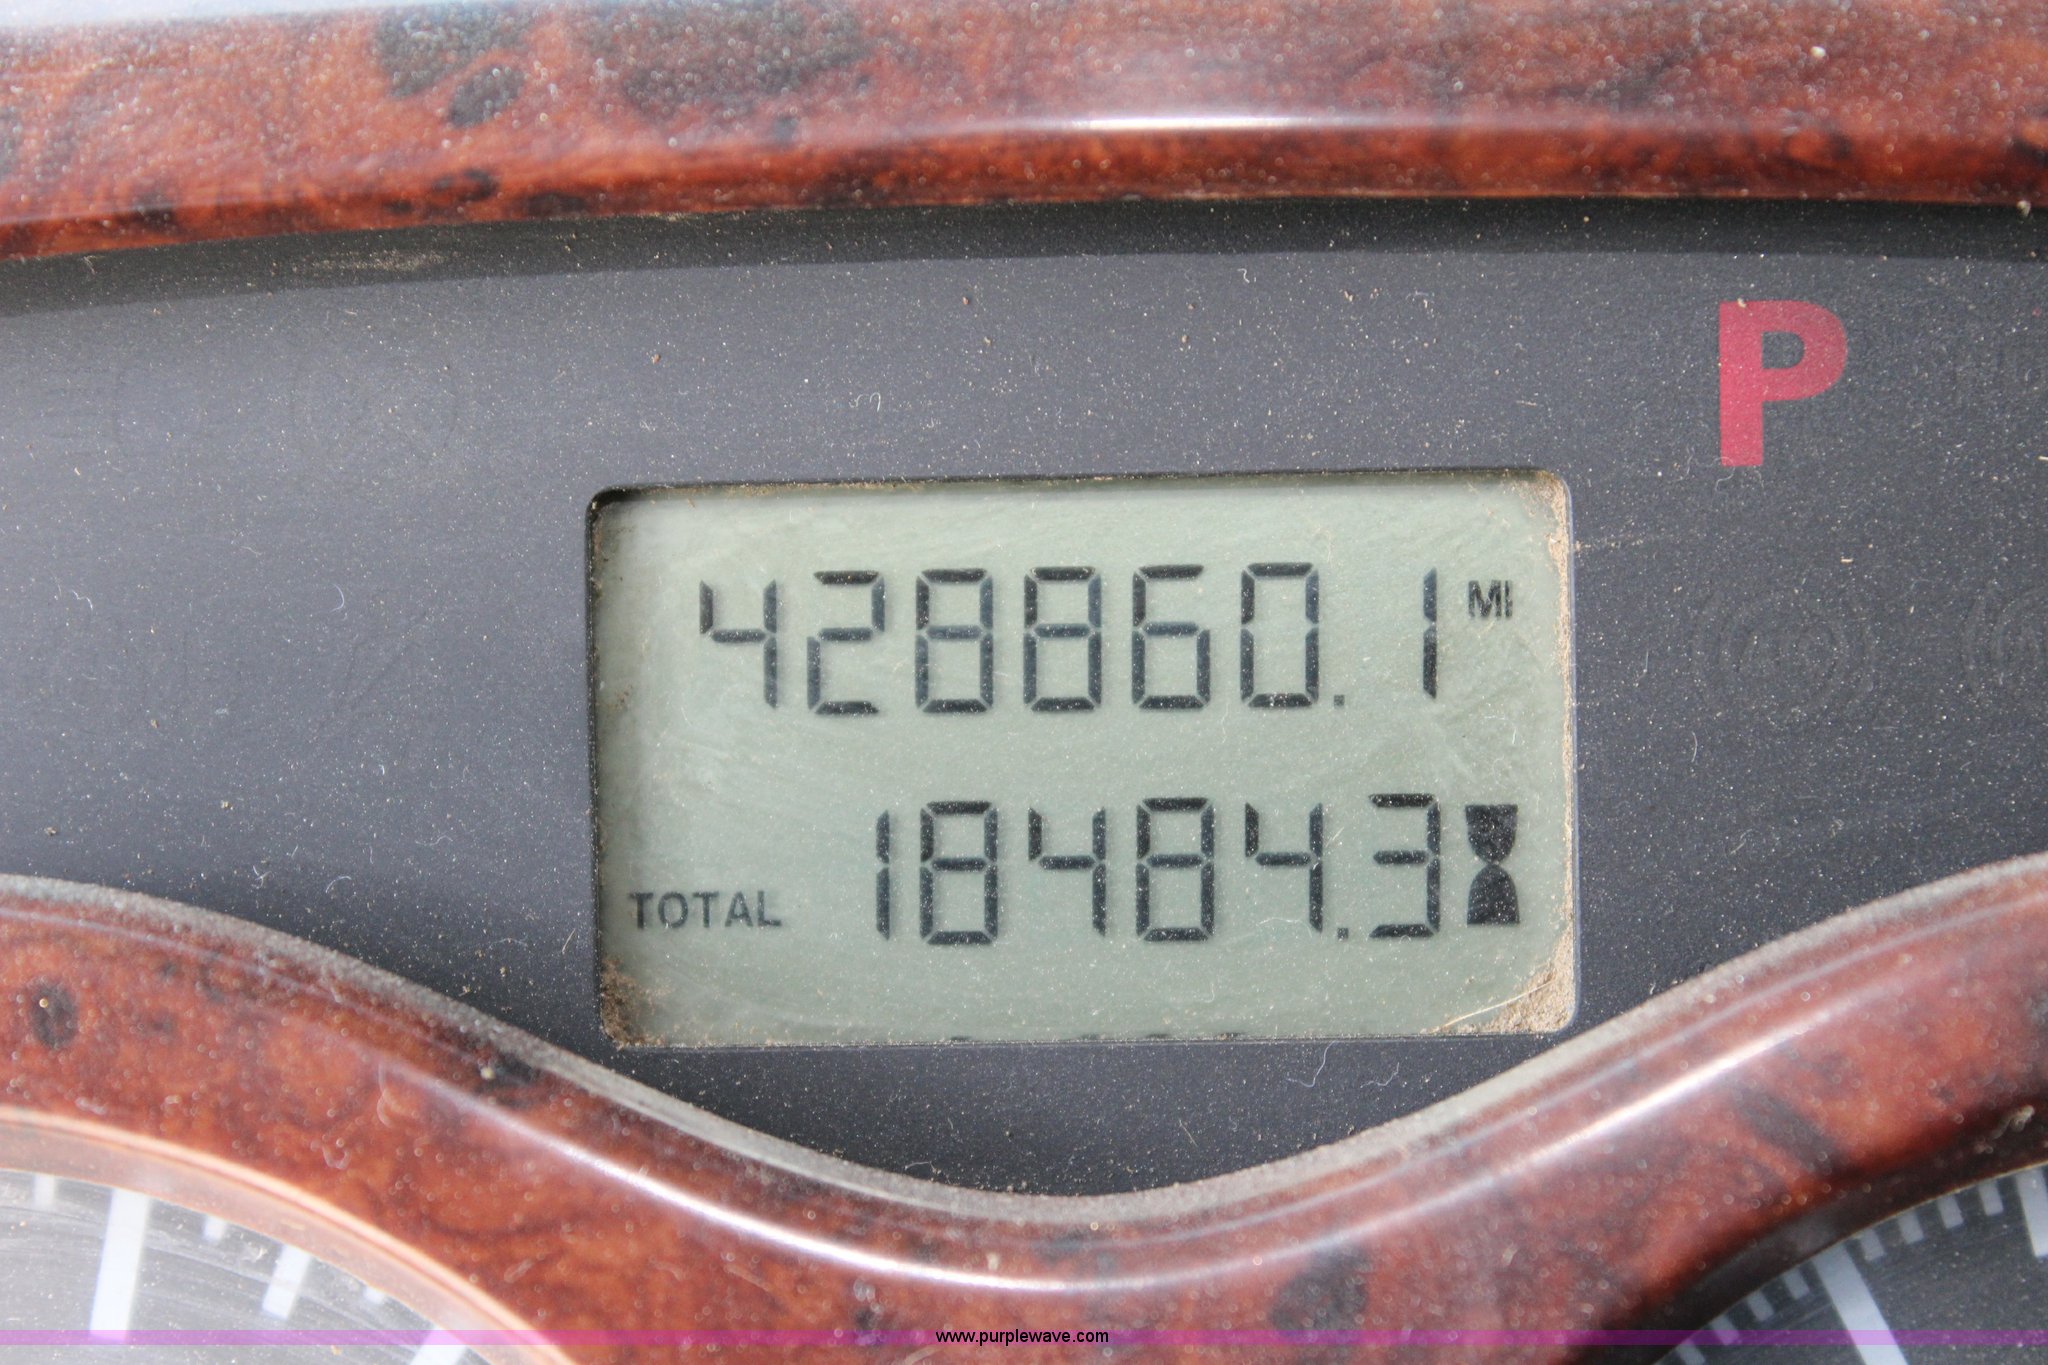 P
428860.1 MI
TOTAL 18484.3
www.purplewave.com